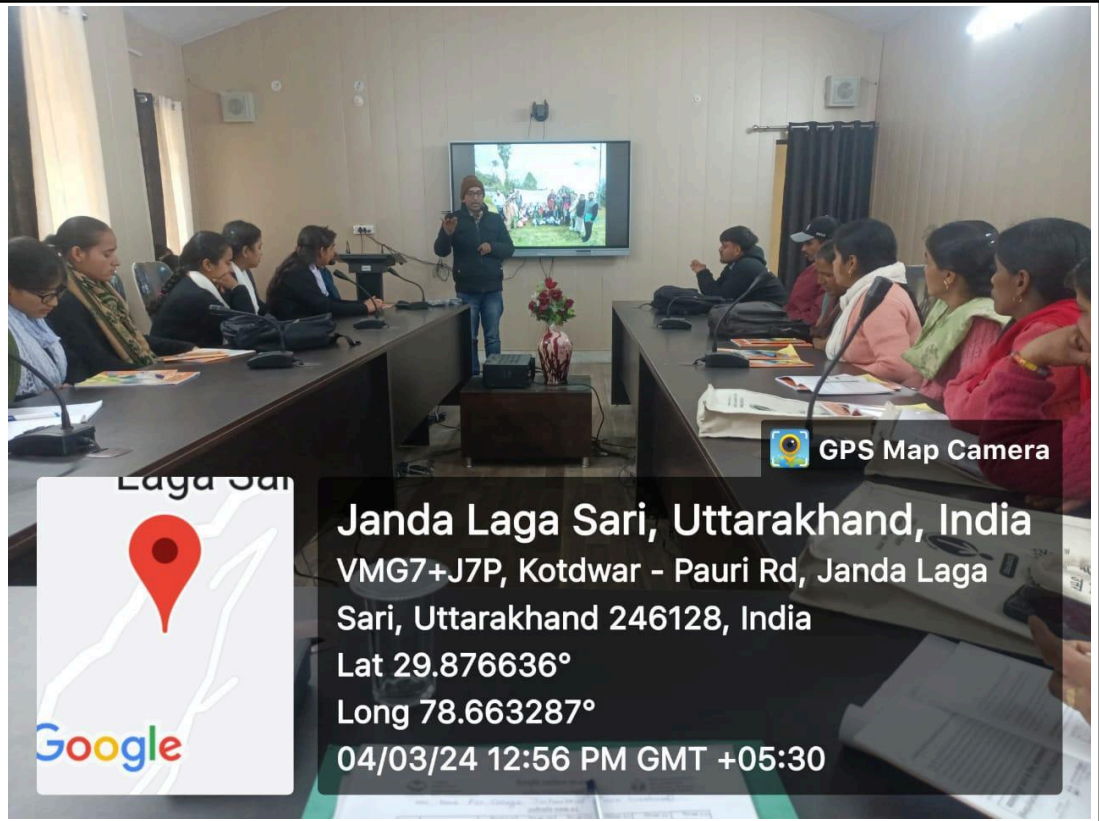 GPS Map Camera
Laga Sari
Janda Laga Sari, Uttarakhand, India
VMG7+J7P, Kotdwar - Pauri Rd, Janda Laga
Sari, Uttarakhand 246128, India
Lat 29.876636°
Long 78.663287°
04/03/24 12:56 PM GMT +05:30
Google